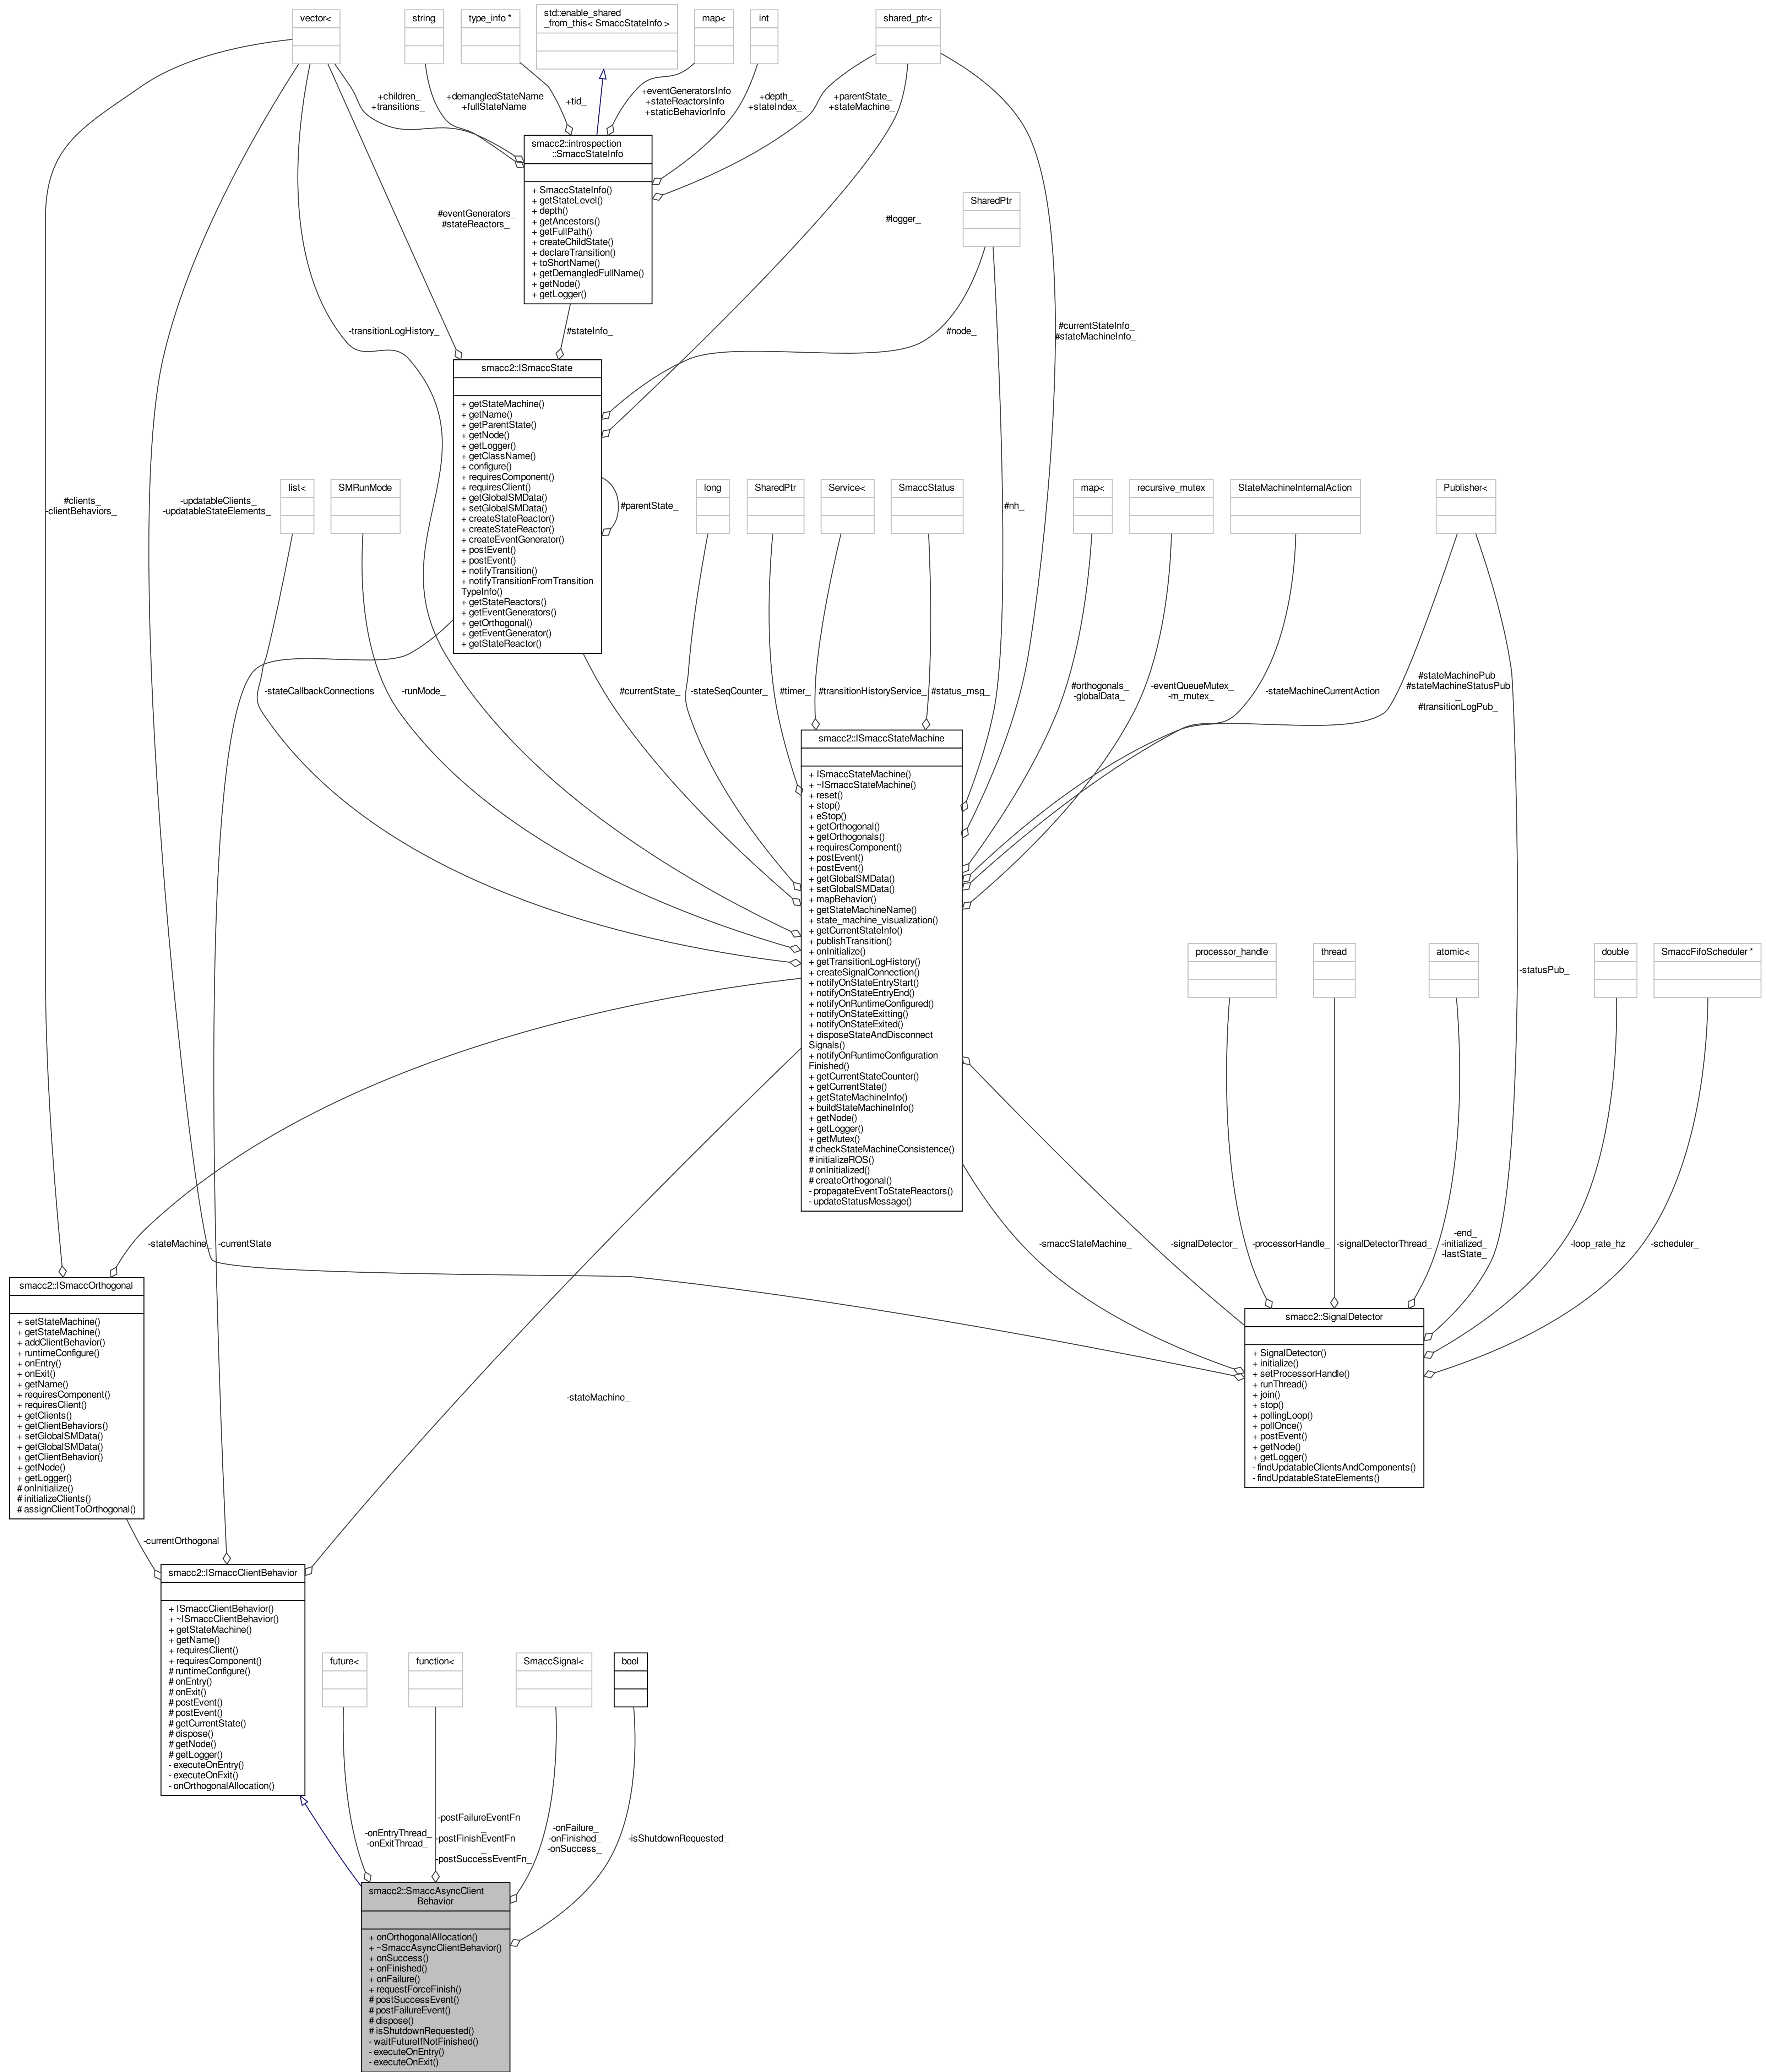 vector<
string
type_info *
std::enable_shared
_from_this< SmaccStateInfo >
map<
int
shared_ptr<
+children_
+transitions_
+demangledStateName
+fullStateName
+tid_
+eventGeneratorsInfo
+stateReactorsInfo
+staticBehaviorInfo
+depth_
+stateIndex_
+parentState_
+stateMachine_
smacc2::introspection
::SmaccStateInfo
+ SmaccStateInfo()
+ getStateLevel()
+ depth()
+ getAncestors()
+ getFullPath()
+ createChildState()
+ declareTransition()
+ toShortName()
+ getDemangledFullName()
+ getNode()
+ getLogger()
SharedPtr
#eventGenerators_
#stateReactors_
#logger_
-transitionLogHistory_
#stateInfo_
#node_
#currentStateInfo_
#stateMachineInfo_
smacc2::ISmaccState
+ getStateMachine()
+ getName()
+ getParentState()
+ getNode()
+ getLogger()
+ getClassName()
+ configure()
+ requiresComponent()
+ requiresClient()
+ getGlobalSMData()
+ setGlobalSMData()
+ createStateReactor()
+ createStateReactor()
+ createEventGenerator()
+ postEvent()
+ postEvent()
+ notifyTransition()
+ notifyTransitionFromTransition
TypeInfo()
+ getStateReactors()
+ getEventGenerators()
+ getOrthogonal()
+ getEventGenerator()
+ getStateReactor()
#clients_
-clientBehaviors_
-updatableClients_
-updatableStateElements_
list<
SMRunMode
#parentState_
long
SharedPtr
Service<
SmaccStatus
#nh_
map<
recursive_mutex
StateMachineInternalAction
Publisher<
-stateCallbackConnections
-runMode_
#currentState_
-stateSeqCounter_
#timer_
#transitionHistoryService_
#status_msg_
#orthogonals_
-globalData_
-eventQueueMutex_
-m_mutex_
-stateMachineCurrentAction
#stateMachinePub_
#stateMachineStatusPub
_
#transitionLogPub_
smacc2::ISmaccStateMachine
+ ISmaccStateMachine()
+ ~ISmaccStateMachine()
+ reset()
+ stop()
+ eStop()
+ getOrthogonal()
+ getOrthogonals()
+ requiresComponent()
+ postEvent()
+ postEvent()
+ getGlobalSMData()
+ setGlobalSMData()
+ mapBehavior()
+ getStateMachineName()
+ state_machine_visualization()
+ getCurrentStateInfo()
+ publishTransition()
+ onInitialize()
+ getTransitionLogHistory()
+ createSignalConnection()
+ notifyOnStateEntryStart()
+ notifyOnStateEntryEnd()
+ notifyOnRuntimeConfigured()
+ notifyOnStateExitting()
+ notifyOnStateExited()
+ disposeStateAndDisconnect
Signals()
+ notifyOnRuntimeConfiguration
Finished()
+ getCurrentStateCounter()
+ getCurrentState()
+ getStateMachineInfo()
+ buildStateMachineInfo()
+ getNode()
+ getLogger()
+ getMutex()
# checkStateMachineConsistence()
# initializeROS()
# onInitialized()
# createOrthogonal()
- propagateEventToStateReactors()
- updateStatusMessage()
processor_handle
thread
atomic<
-statusPub_
double
SmaccFifoScheduler *
-stateMachine_
-currentState
-smaccStateMachine_
-signalDetector_
-processorHandle_
-signalDetectorThread_
-end_
-initialized_
-lastState_
-loop_rate_hz
-scheduler_
smacc2::ISmaccOrthogonal
+ setStateMachine()
+ getStateMachine()
+ addClientBehavior()
+ runtimeConfigure()
+ onEntry()
+ onExit()
+ getName()
+ requiresComponent()
+ requiresClient()
+ getClients()
+ getClientBehaviors()
+ setGlobalSMData()
+ getGlobalSMData()
+ getClientBehavior()
+ getNode()
+ getLogger()
# onInitialize()
# initializeClients()
# assignClientToOrthogonal()
smacc2::SignalDetector
+ SignalDetector()
+ initialize()
+ setProcessorHandle()
+ runThread()
+ join()
+ stop()
+ pollingLoop()
+ pollOnce()
+ postEvent()
+ getNode()
+ getLogger()
- findUpdatableClientsAndComponents()
- findUpdatableStateElements()
-stateMachine_
-currentOrthogonal
smacc2::ISmaccClientBehavior
+ ISmaccClientBehavior()
+ ~ISmaccClientBehavior()
+ getStateMachine()
+ getName()
+ requiresClient()
+ requiresComponent()
# runtimeConfigure()
# onEntry()
# onExit()
# postEvent()
# postEvent()
# getCurrentState()
# dispose()
# getNode()
# getLogger()
- executeOnEntry()
- executeOnExit()
- onOrthogonalAllocation()
future<
function<
SmaccSignal<
bool
-onEntryThread_
-onExitThread_
-postFailureEventFn
_
-postFinishEventFn
_
-postSuccessEventFn_
-onFailure_
-onFinished_
-onSuccess_
-isShutdownRequested_
smacc2::SmaccAsyncClient
Behavior
+ onOrthogonalAllocation()
+ ~SmaccAsyncClientBehavior()
+ onSuccess()
+ onFinished()
+ onFailure()
+ requestForceFinish()
# postSuccessEvent()
# postFailureEvent()
# dispose()
# isShutdownRequested()
- waitFutureIfNotFinished()
- executeOnEntry()
- executeOnExit()